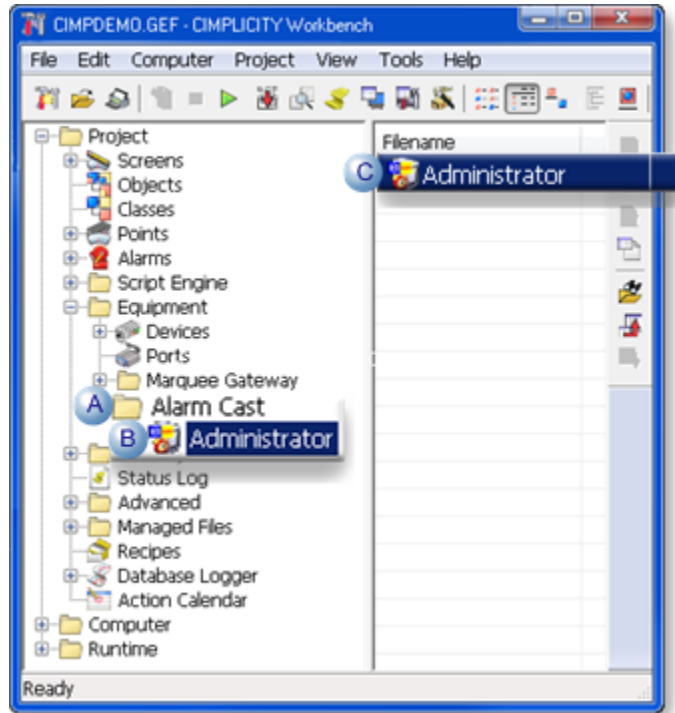 CIMPDEMO.GEF - CIMPLICITY Workbench
File Edit Computer Project View Tools Help
Project
Screens
Objects
Classes
Points
Alarms
Script Engine
Equipment
Devices
Ports
Marquee Gateway
A Alarm Cast
B Administrator
Status Log
Advanced
Managed Files
Recipes
Database Logger
Action Calendar
Computer
Runtime
Filename
C Administrator
Ready